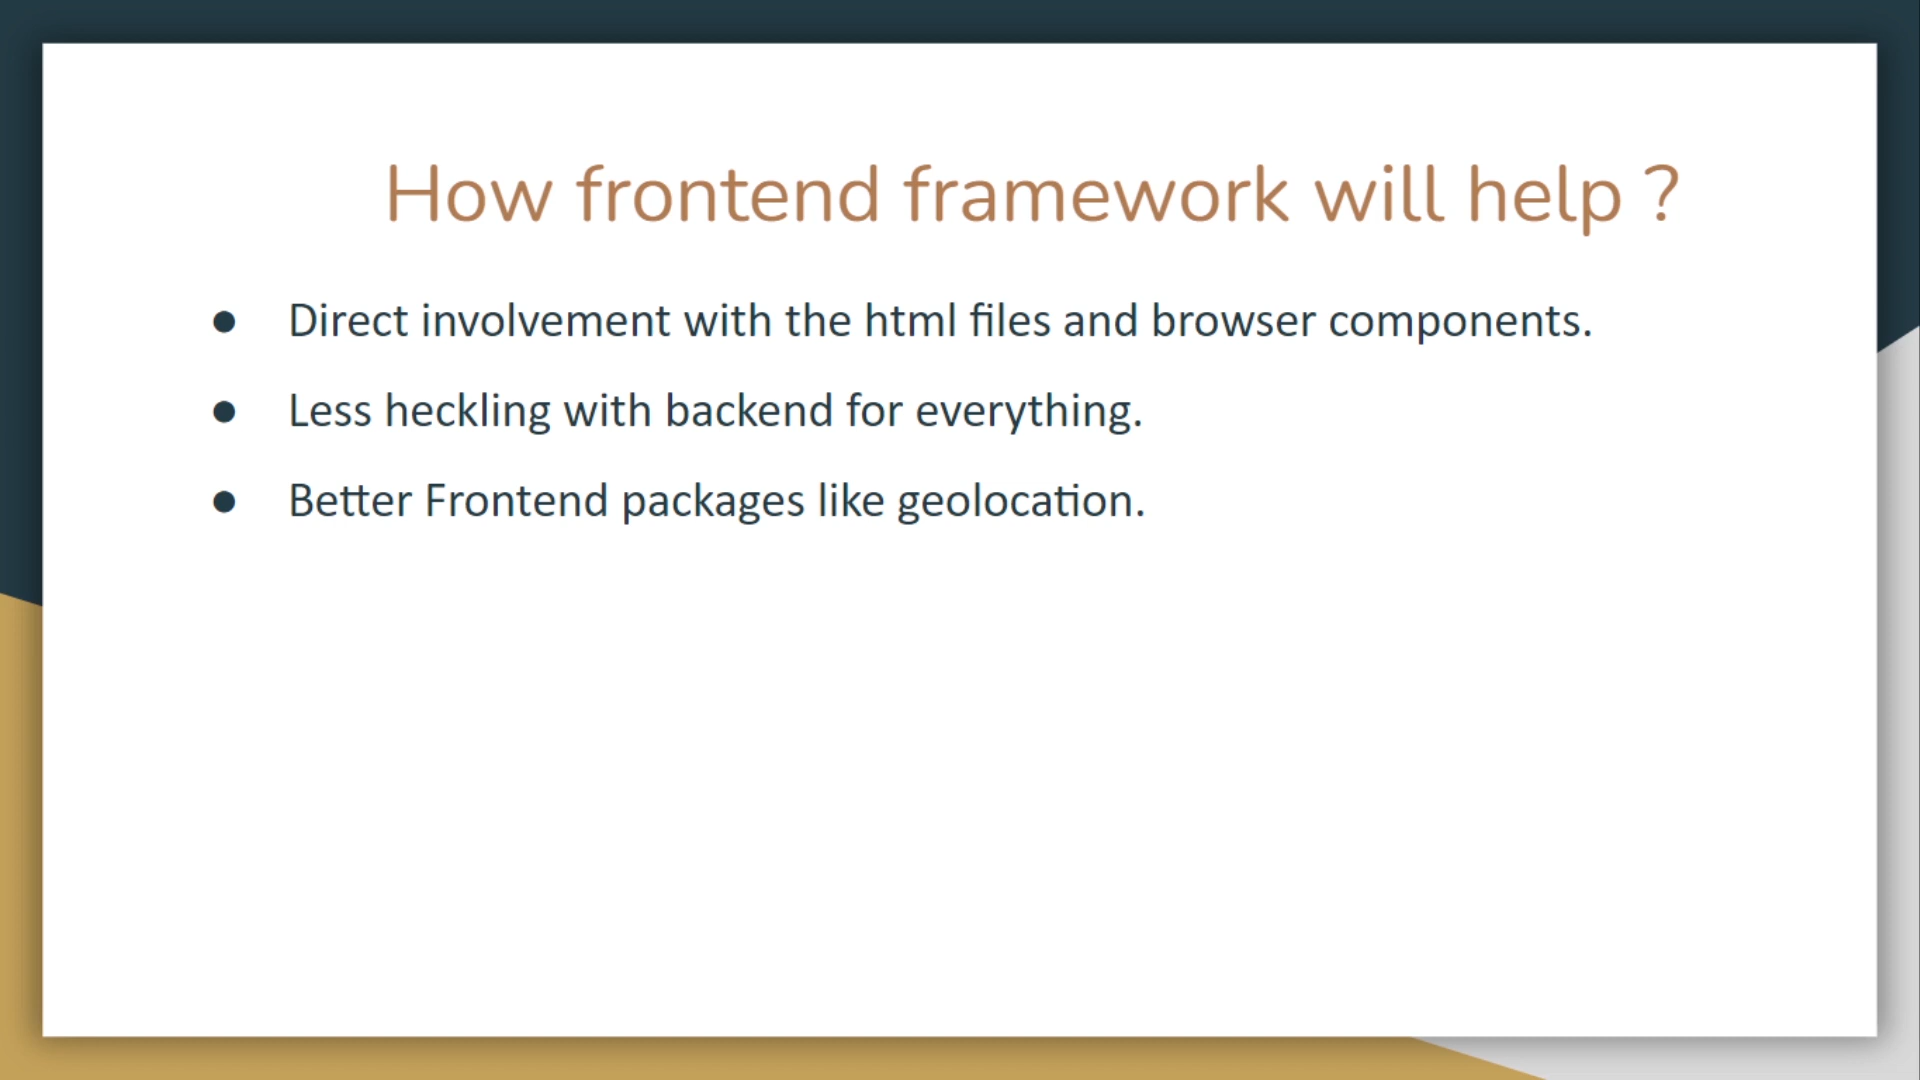 How frontend framework will help ?
● Direct involvement with the html files and browser components.
● Less heckling with backend for everything.
● Better Frontend packages like geolocation.